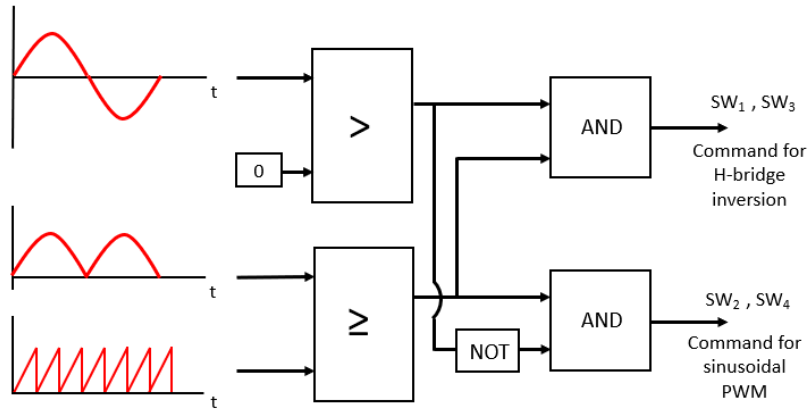 t
>
0
AND
SW₁ , SW₃
Command for
H-bridge
inversion
t
≥
t
AND
NOT
SW₂ , SW₄
Command for
sinusoidal
PWM